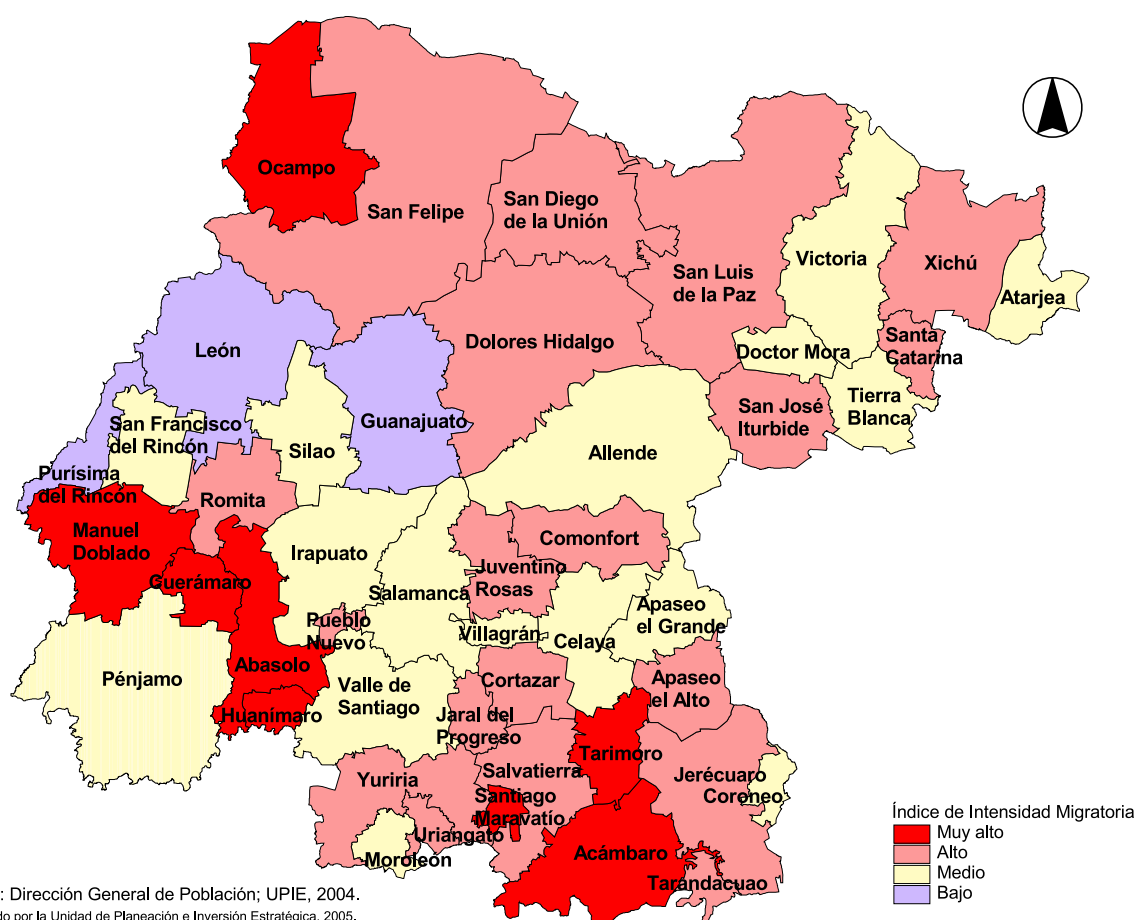 Ocampo
San Felipe
San Diego
de la Unión
San Luis
de la Paz
Victoria
Xichú
Atarjea
León
Dolores Hidalgo
Doctor Mora
Santa
Catarina
San Francisco
del Rincón
Silao
Guanajuato
Allende
San José
Iturbide
Tierra
Blanca
Purísima
del Rincón
Romita
Manuel
Doblado
Irapuato
Comonfort
Guerámaro
Salamanca
Juventino
Rosas
Pueblo
Nuevo
Villagrán
Celaya
Apaseo
el Grande
Pénjamo
Abasolo
Valle de
Santiago
Cortazar
Apaseo
el Alto
Huanímaro
Jaral del
Progreso
Tarimoro
Yuriria
Salvatierra
Jerécuaro
Coroneo
Santiago
Maravatío
Uriangato
Moroleón
Acámbaro
Tarandacuao
Índice de Intensidad Migratoria
Muy alto
Alto
Medio
Bajo
: Dirección General de Población; UPIE, 2004.
do por la Unidad de Planeación e Inversión Estratégica, 2005.